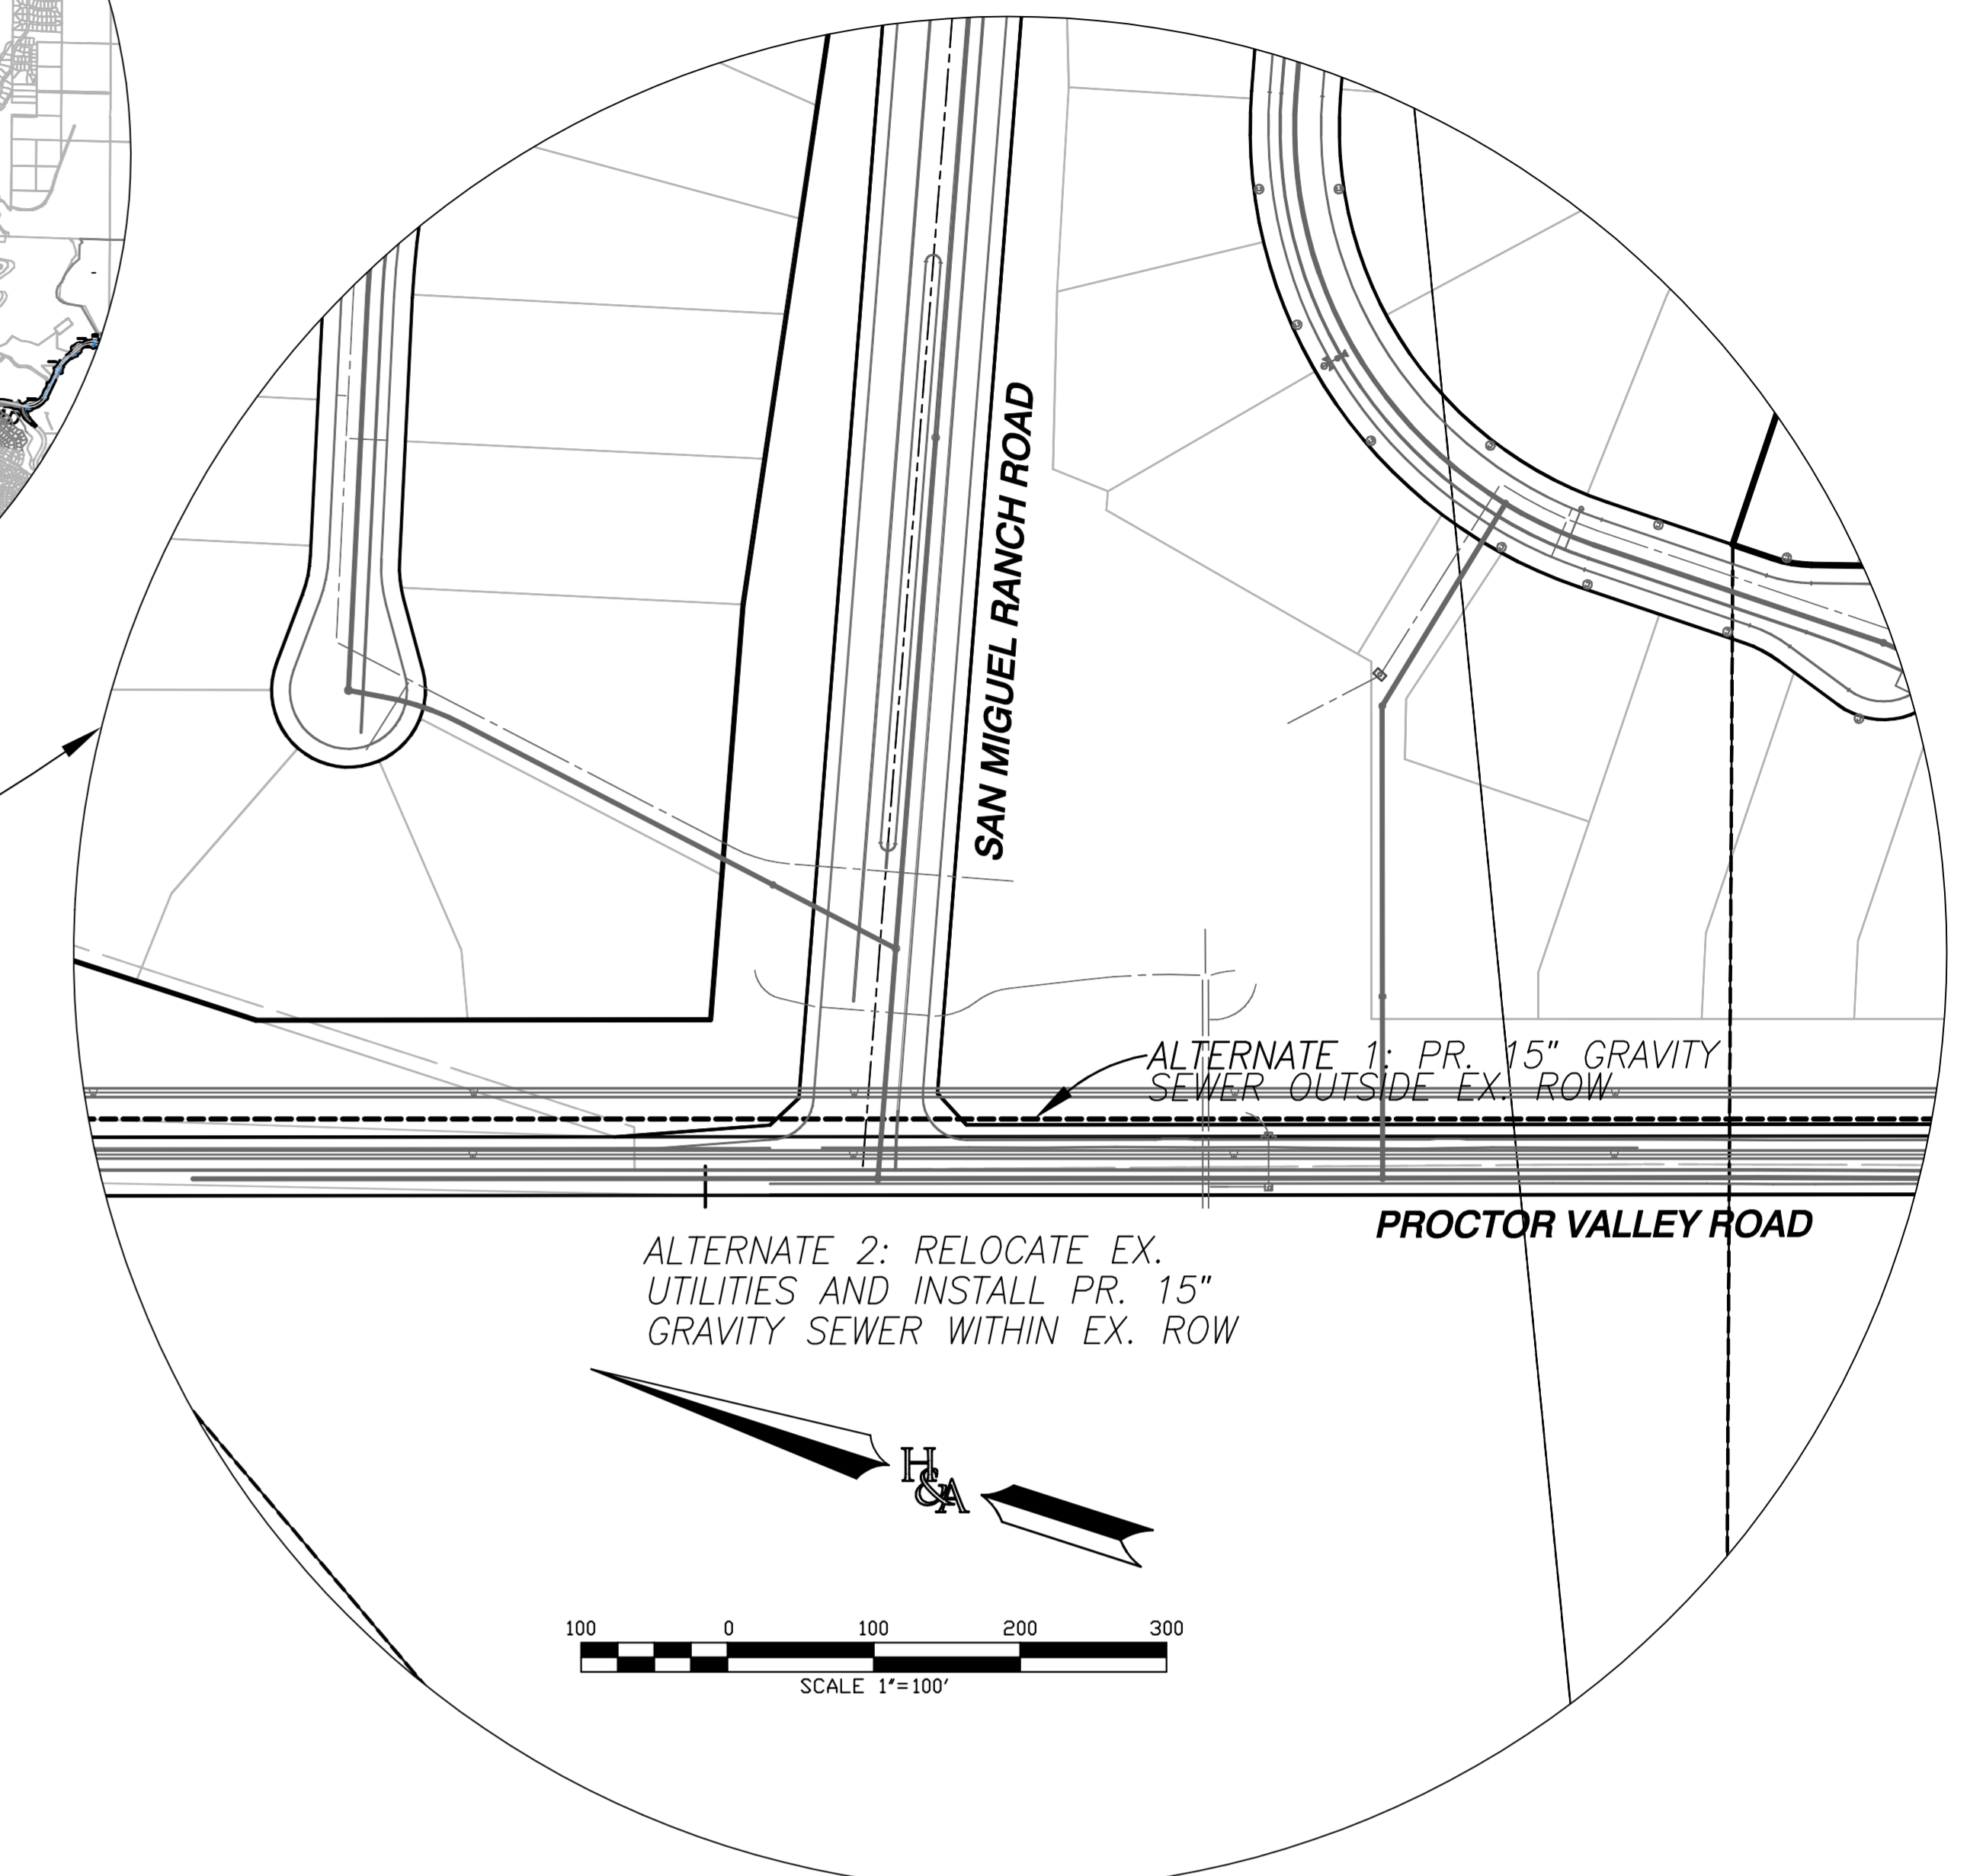 SAN MIGUEL RANCH ROAD
ALTERNATE 1: PR. 15" GRAVITY
SEWER OUTSIDE EX. ROW
PROCTOR VALLEY ROAD
ALTERNATE 2: RELOCATE EX.
UTILITIES AND INSTALL PR. 15"
GRAVITY SEWER WITHIN EX. ROW
H&A
100 0 100 200 300
SCALE 1"=100'